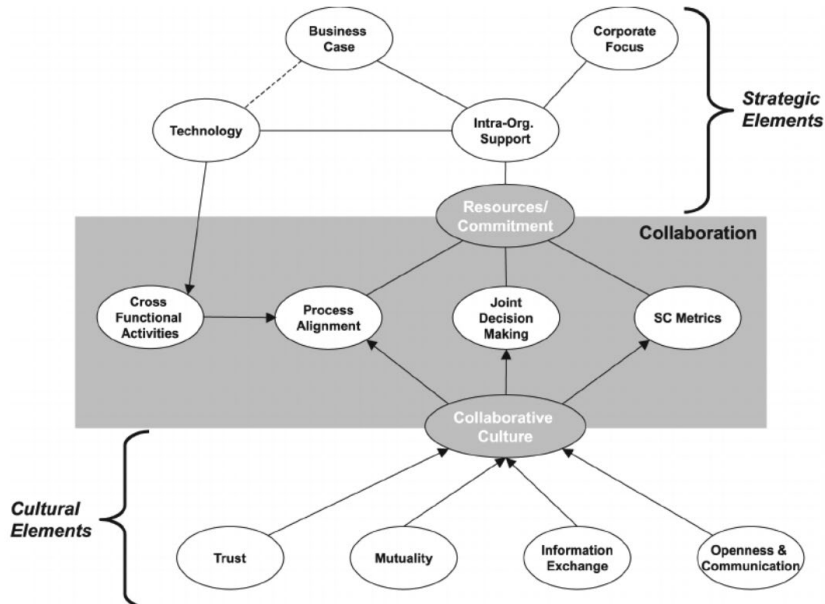 Business
Case
Corporate
Focus
Strategic
Elements
Technology
Intra-Org.
Support
Resources/
Commitment
Collaboration
Cross
Functional
Activities
Process
Alignment
Joint
Decision
Making
SC Metrics
Collaborative
Culture
Cultural
Elements
Trust
Mutuality
Information
Exchange
Openness &
Communication